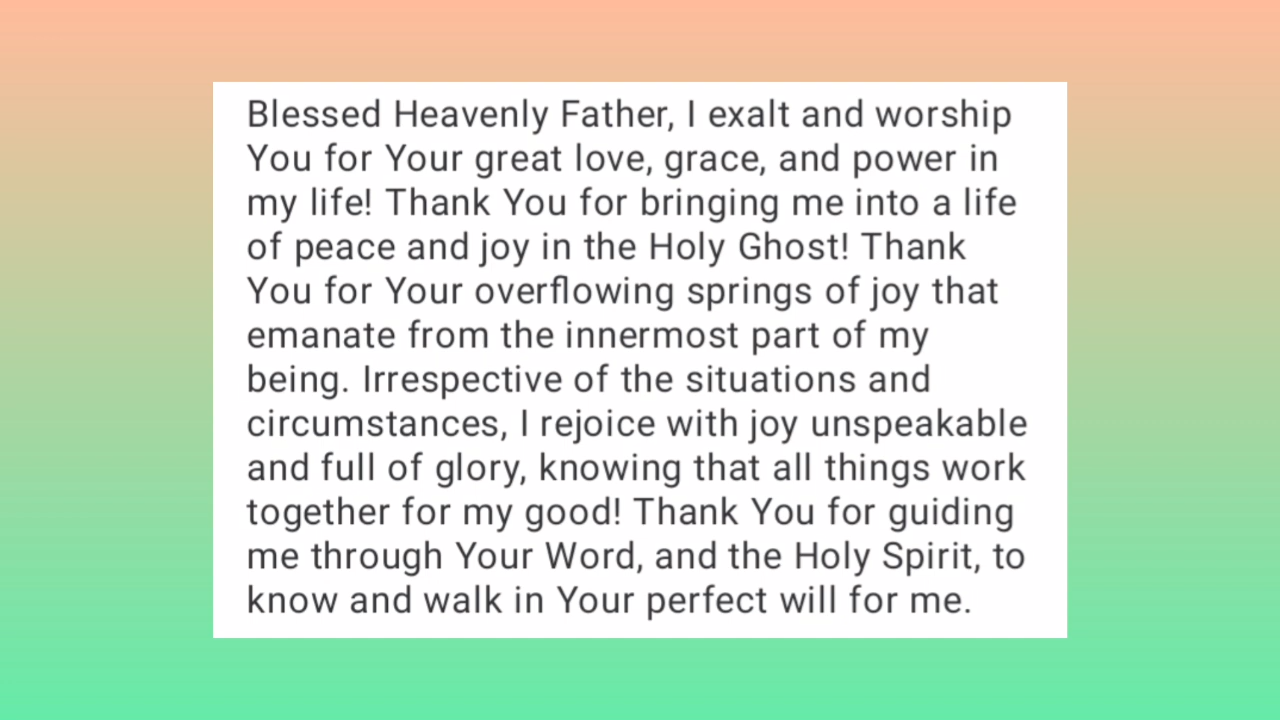 Blessed Heavenly Father, I exalt and worship
You for Your great love, grace, and power in
my life! Thank You for bringing me into a life
of peace and joy in the Holy Ghost! Thank
You for Your overflowing springs of joy that
emanate from the innermost part of my
being. Irrespective of the situations and
circumstances, I rejoice with joy unspeakable
and full of glory, knowing that all things work
together for my good! Thank You for guiding
me through Your Word, and the Holy Spirit, to
know and walk in Your perfect will for me.